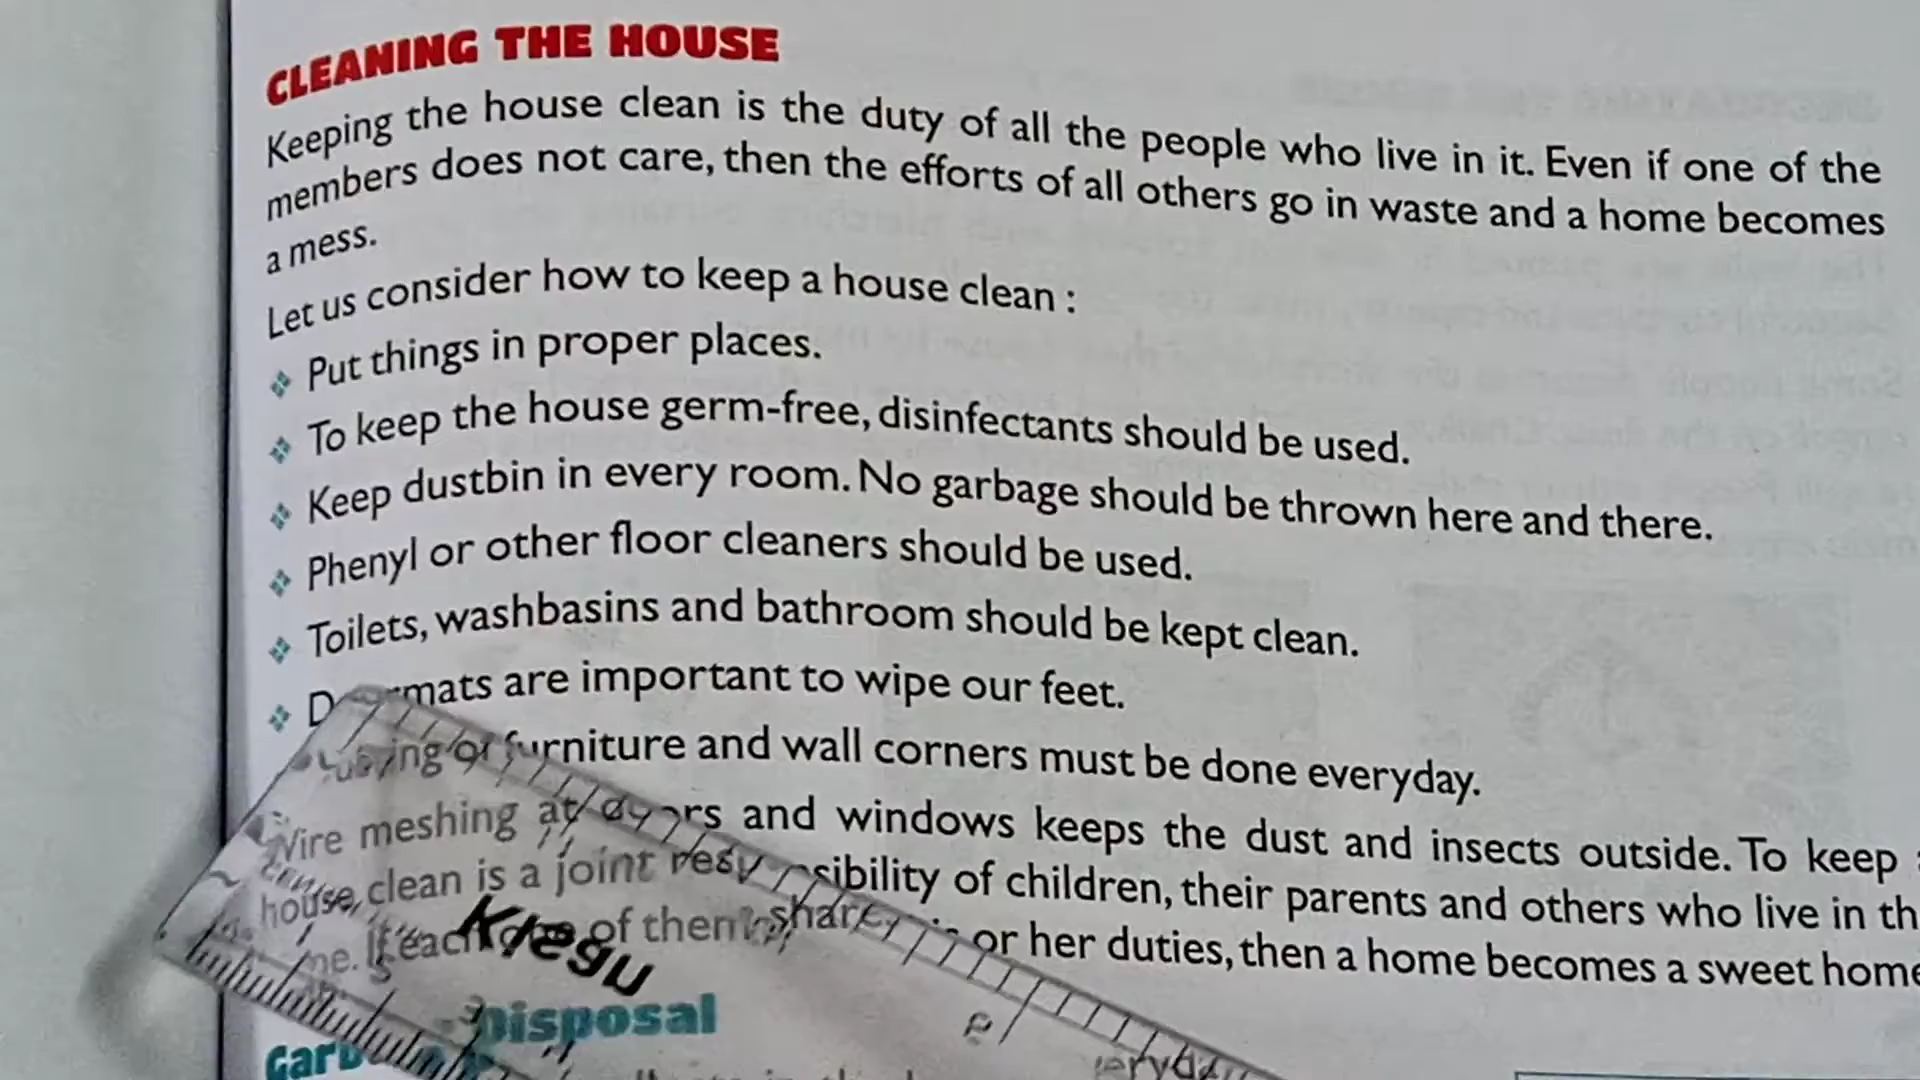 CLEANING THE HOUSE
Keeping the house clean is the duty of all the people who live in it. Even if one of the
members does not care, then the efforts of all others go in waste and a home becomes
a mess.
Let us consider how to keep a house clean :
Put things in proper places.
To keep the house germ-free, disinfectants should be used.
Keep dustbin in every room. No garbage should be thrown here and there.
Phenyl or other floor cleaners should be used.
Toilets, washbasins and bathroom should be kept clean.
are important to wipe our feet.
of furniture and wall corners must be done everyday.
Wire meshing at doors and windows keeps the dust and insects outside. To keep
house, clean is a joint responsibility of children, their parents and others who live in
If each of them share or her duties, then a home becomes a sweet home
Disposal